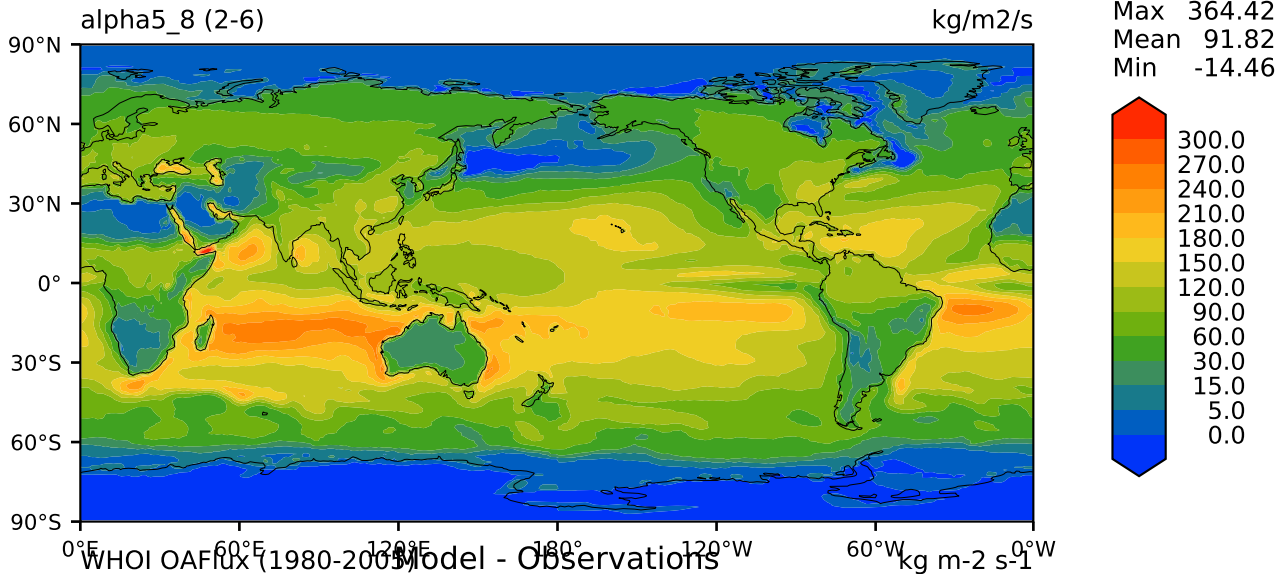 alpha5_8 (2-6) kg/m2/s
Max 364.42
Mean 91.82
Min -14.46
90°N
60°N
30°N
0°
30°S
60°S
90°S
0°E 60°E 120°E 180° 120°W 60°W 0°W
300.0
270.0
240.0
210.0
180.0
150.0
120.0
90.0
60.0
30.0
15.0
5.0
0.0
WHOI OAFlux (1980-2005) Model - Observations kg m-2 s-1